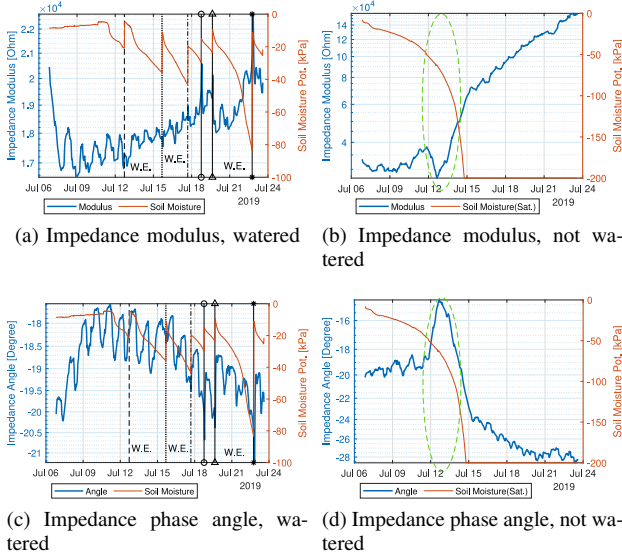 ×10⁴
2.2
2.1
2
1.9
1.8
1.7
Impedance Modulus [Ohm]
0
-20
-40
-60
-80
-100
Soil Moisture Pot. [kPa]
W.E. W.E. W.E.
Jul 06 Jul 09 Jul 12 Jul 15 Jul 18 Jul 21 Jul 24
2019
Modulus Soil Moisture
(a) Impedance modulus, watered
×10⁴
14
12
10
8
6
4
Impedance Modulus [Ohm]
0
-50
-100
-150
-200
Soil Moisture Pot. [kPa]
Jul 06 Jul 09 Jul 12 Jul 15 Jul 18 Jul 21 Jul 24
2019
Modulus Soil Moisture(Sat.)
(b) Impedance modulus, not wa-
tered
-18
-18.5
-19
-19.5
-20
-20.5
-21
Impedance Angle [Degree]
0
-20
-40
-60
-80
-100
Soil Moisture Pot. [kPa]
W.E. W.E. W.E.
Jul 06 Jul 09 Jul 12 Jul 15 Jul 18 Jul 21 Jul 24
2019
Angle Soil Moisture
(c) Impedance phase angle, wa-
tered
-16
-18
-20
-22
-24
-26
-28
Impedance Angle [Degree]
0
-50
-100
-150
-200
Soil Moisture Pot. [kPa]
Jul 06 Jul 09 Jul 12 Jul 15 Jul 18 Jul 21 Jul 24
2019
Angle Soil Moisture(Sat.)
(d) Impedance phase angle, not wa-
tered